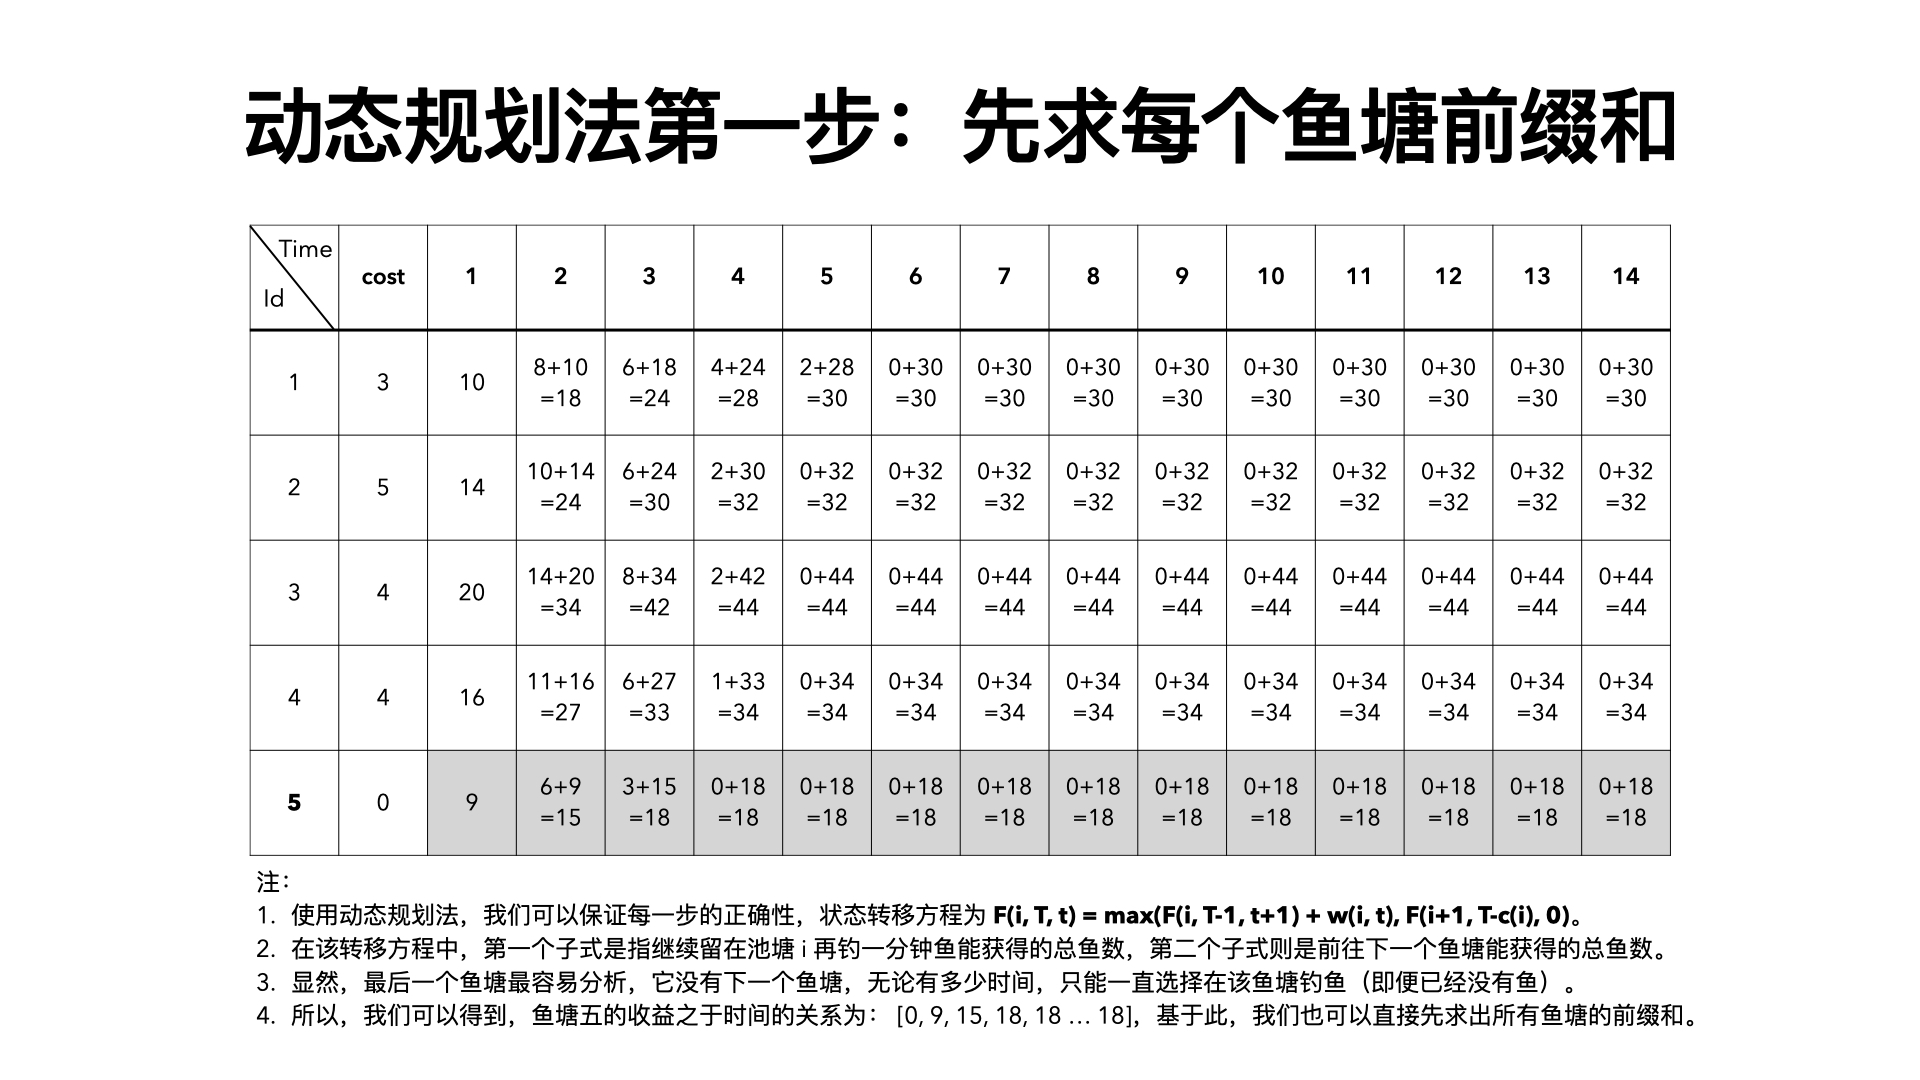 动态规划法第一步：先求每个鱼塘前缀和
Time
Id cost 1 2 3 4 5 6 7 8 9 10 11 12 13 14
1 3 10 8+10 6+18 4+24 2+28 0+30 0+30 0+30 0+30 0+30 0+30 0+30 0+30 0+30
=18 =24 =28 =30 =30 =30 =30 =30 =30 =30 =30 =30 =30
2 5 14 10+14 6+24 2+30 0+32 0+32 0+32 0+32 0+32 0+32 0+32 0+32 0+32 0+32
=24 =30 =32 =32 =32 =32 =32 =32 =32 =32 =32 =32 =32
3 4 20 14+20 8+34 2+42 0+44 0+44 0+44 0+44 0+44 0+44 0+44 0+44 0+44 0+44
=34 =42 =44 =44 =44 =44 =44 =44 =44 =44 =44 =44 =44
4 4 16 11+16 6+27 1+33 0+34 0+34 0+34 0+34 0+34 0+34 0+34 0+34 0+34 0+34
=27 =33 =34 =34 =34 =34 =34 =34 =34 =34 =34 =34 =34
5 0 9 6+9 3+15 0+18 0+18 0+18 0+18 0+18 0+18 0+18 0+18 0+18 0+18 0+18
=15 =18 =18 =18 =18 =18 =18 =18 =18 =18 =18 =18 =18
注：
1. 使用动态规划法，我们可以保证每一步的正确性，状态转移方程为 F(i, T, t) = max(F(i, T-1, t+1) + w(i, t), F(i+1, T-c(i), 0)。
2. 在该转移方程中，第一个子式是指继续留在池塘 i 再钓一分钟鱼能获得的总鱼数，第二个子式则是前往下一个鱼塘能获得的总鱼数。
3. 显然，最后一个鱼塘最容易分析，它没有下一个鱼塘，无论有多少时间，只能一直选择在该鱼塘钓鱼（即便已经没有鱼）。
4. 所以，我们可以得到，鱼塘五的收益之于时间的关系为： [0, 9, 15, 18, 18 … 18]，基于此，我们也可以直接先求出所有鱼塘的前缀和。